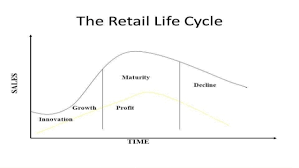 The Retail Life Cycle
SALES
Maturity
Decline
Growth
Profit
Innovation
TIME